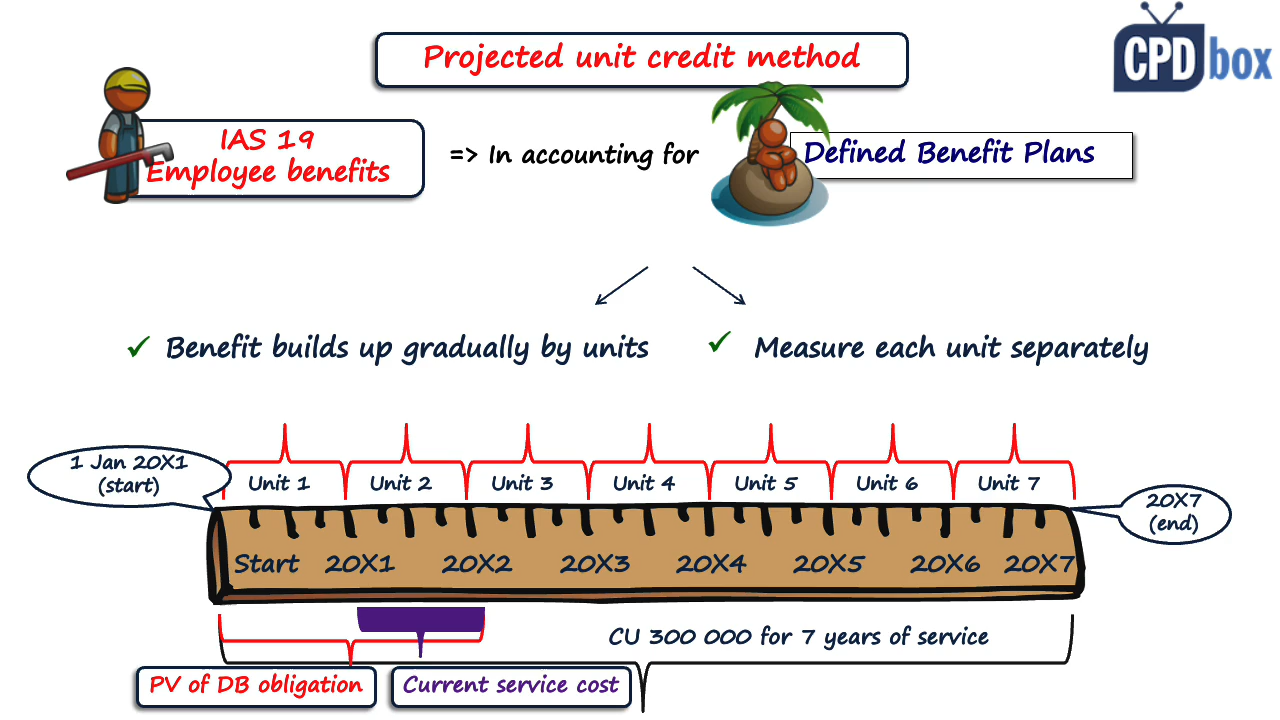 Projected unit credit method
CPD box
IAS 19
Employee benefits
=> In accounting for
Defined Benefit Plans
✓ Benefit builds up gradually by units
✓ Measure each unit separately
1 Jan 20X1
(start)
Unit 1
Unit 2
Unit 3
Unit 4
Unit 5
Unit 6
Unit 7
20X7
(end)
Start
20X1
20X2
20X3
20X4
20X5
20X6
20X7
CU 300 000 for 7 years of service
PV of DB obligation
Current service cost